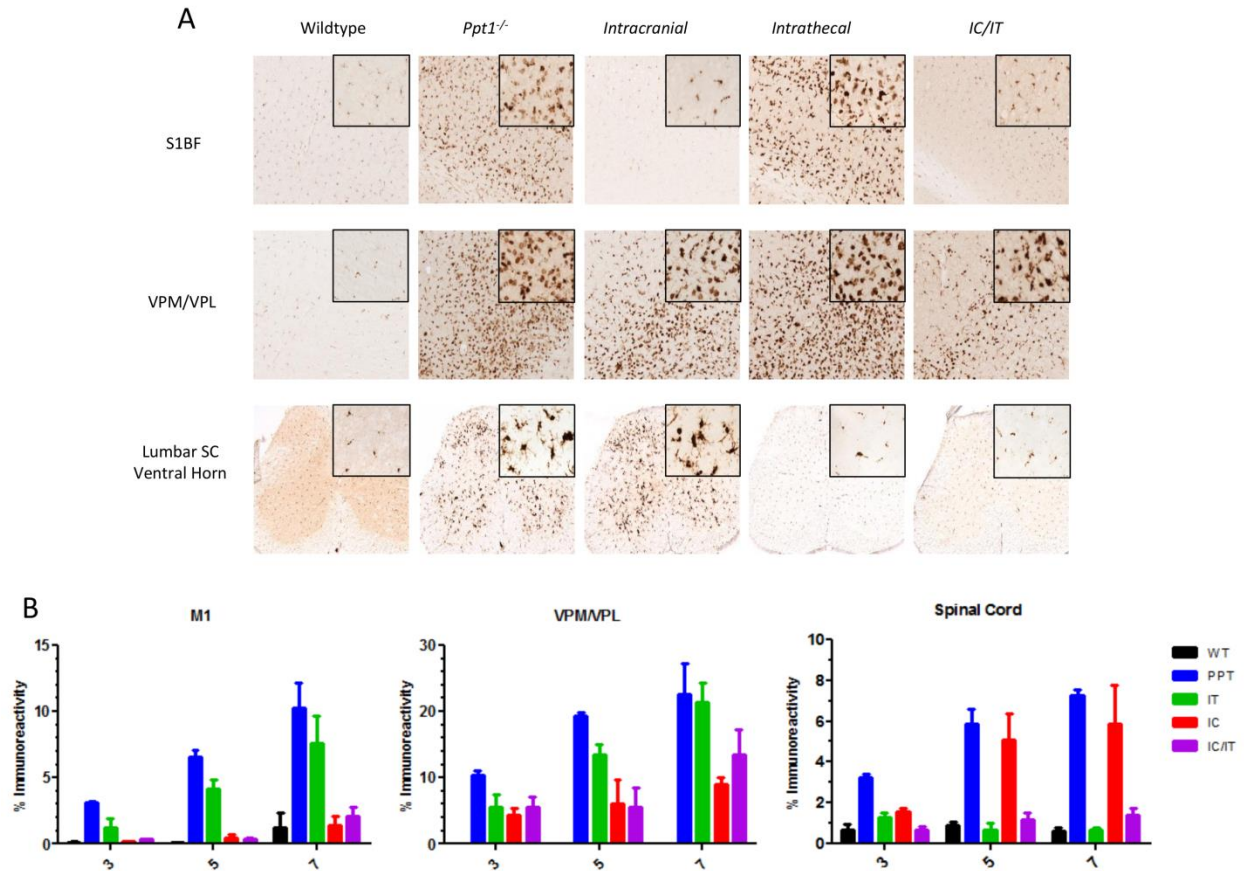 A
Wildtype
Ppt1-/-
Intracranial
Intrathecal
IC/IT
S1BF
VPM/VPL
Lumbar SC
Ventral Horn
B
M1
% Immunoreactivity
15
10
5
0
3
5
7
VPM/VPL
% Immunoreactivity
30
20
10
0
3
5
7
Spinal Cord
% Immunoreactivity
10
8
6
4
2
0
3
5
7
WT
PPT
IT
IC
IC/IT